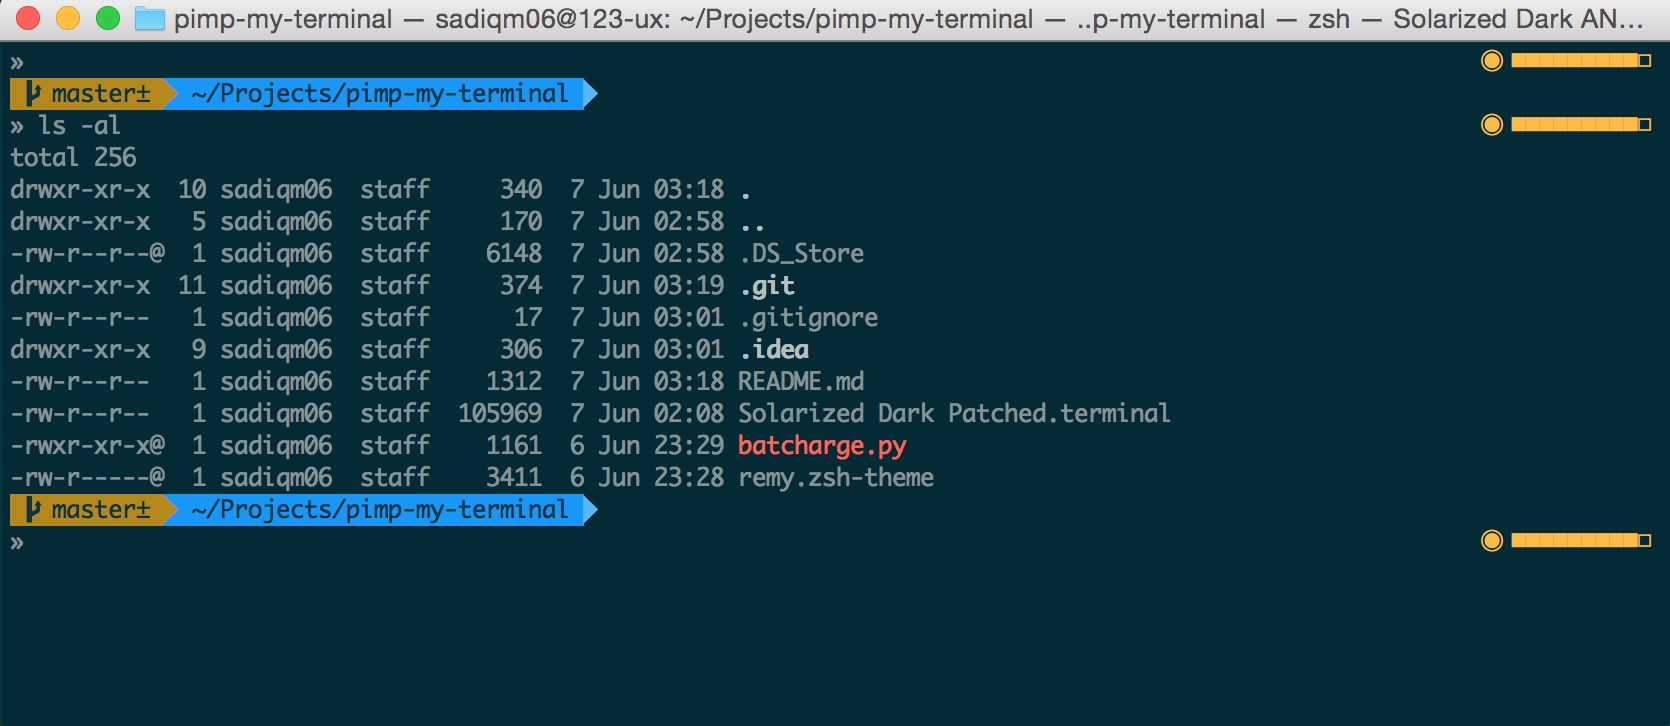 pimp-my-terminal — sadiqm06@123-ux: ~/Projects/pimp-my-terminal — ..p-my-terminal — zsh — Solarized Dark AN…
»
master± ~/Projects/pimp-my-terminal
» ls -al
total 256
drwxr-xr-x  10 sadiqm06  staff     340  7 Jun 03:18 .
drwxr-xr-x   5 sadiqm06  staff     170  7 Jun 02:58 ..
-rw-r--r--@  1 sadiqm06  staff    6148  7 Jun 02:58 .DS_Store
drwxr-xr-x  11 sadiqm06  staff     374  7 Jun 03:19 .git
-rw-r--r--   1 sadiqm06  staff      17  7 Jun 03:01 .gitignore
drwxr-xr-x   9 sadiqm06  staff     306  7 Jun 03:01 .idea
-rw-r--r--   1 sadiqm06  staff    1312  7 Jun 03:18 README.md
-rw-r--r--   1 sadiqm06  staff  105969  7 Jun 02:08 Solarized Dark Patched.terminal
-rwxr-xr-x@  1 sadiqm06  staff    1161  6 Jun 23:29 batcharge.py
-rw-r-----@  1 sadiqm06  staff    3411  6 Jun 23:28 remy.zsh-theme
master± ~/Projects/pimp-my-terminal
»